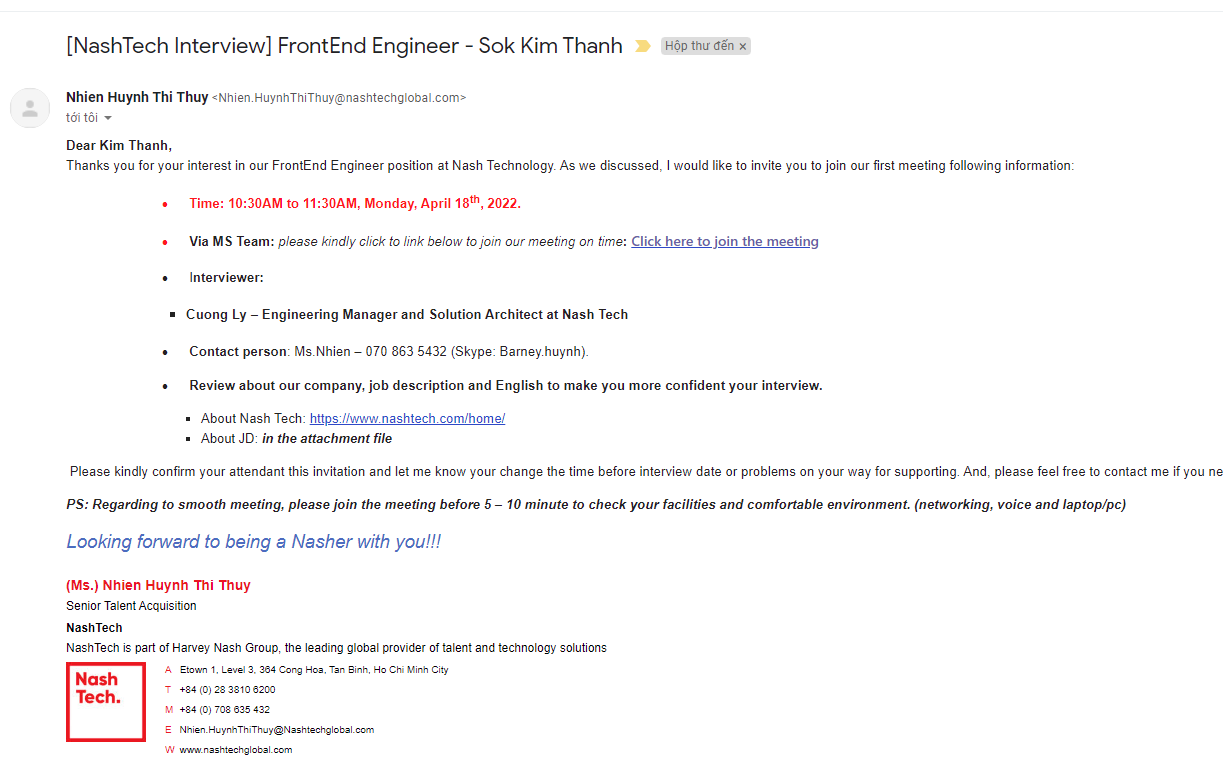 [NashTech Interview] FrontEnd Engineer - Sok Kim Thanh Hộp thư đến ×
Nhien Huynh Thi Thuy <Nhien.HuynhThiThuy@nashtechglobal.com>
tới tôi
Dear Kim Thanh,
Thanks you for your interest in our FrontEnd Engineer position at Nash Technology. As we discussed, I would like to invite you to join our first meeting following information:
• Time: 10:30AM to 11:30AM, Monday, April 18th, 2022.
• Via MS Team: please kindly click to link below to join our meeting on time: Click here to join the meeting
• Interviewer:
▪ Cuong Ly – Engineering Manager and Solution Architect at Nash Tech
• Contact person: Ms.Nhien – 070 863 5432 (Skype: Barney.huynh).
• Review about our company, job description and English to make you more confident your interview.
▪ About Nash Tech: https://www.nashtech.com/home/
▪ About JD: in the attachment file
Please kindly confirm your attendant this invitation and let me know your change the time before interview date or problems on your way for supporting. And, please feel free to contact me if you ne
PS: Regarding to smooth meeting, please join the meeting before 5 – 10 minute to check your facilities and comfortable environment. (networking, voice and laptop/pc)
Looking forward to being a Nasher with you!!!
(Ms.) Nhien Huynh Thi Thuy
Senior Talent Acquisition
NashTech
NashTech is part of Harvey Nash Group, the leading global provider of talent and technology solutions
Nash
Tech.
A Etown 1, Level 3, 364 Cong Hoa, Tan Binh, Ho Chi Minh City
T +84 (0) 28 3810 6200
M +84 (0) 708 635 432
E Nhien.HuynhThiThuy@Nashtechglobal.com
W www.nashtechglobal.com